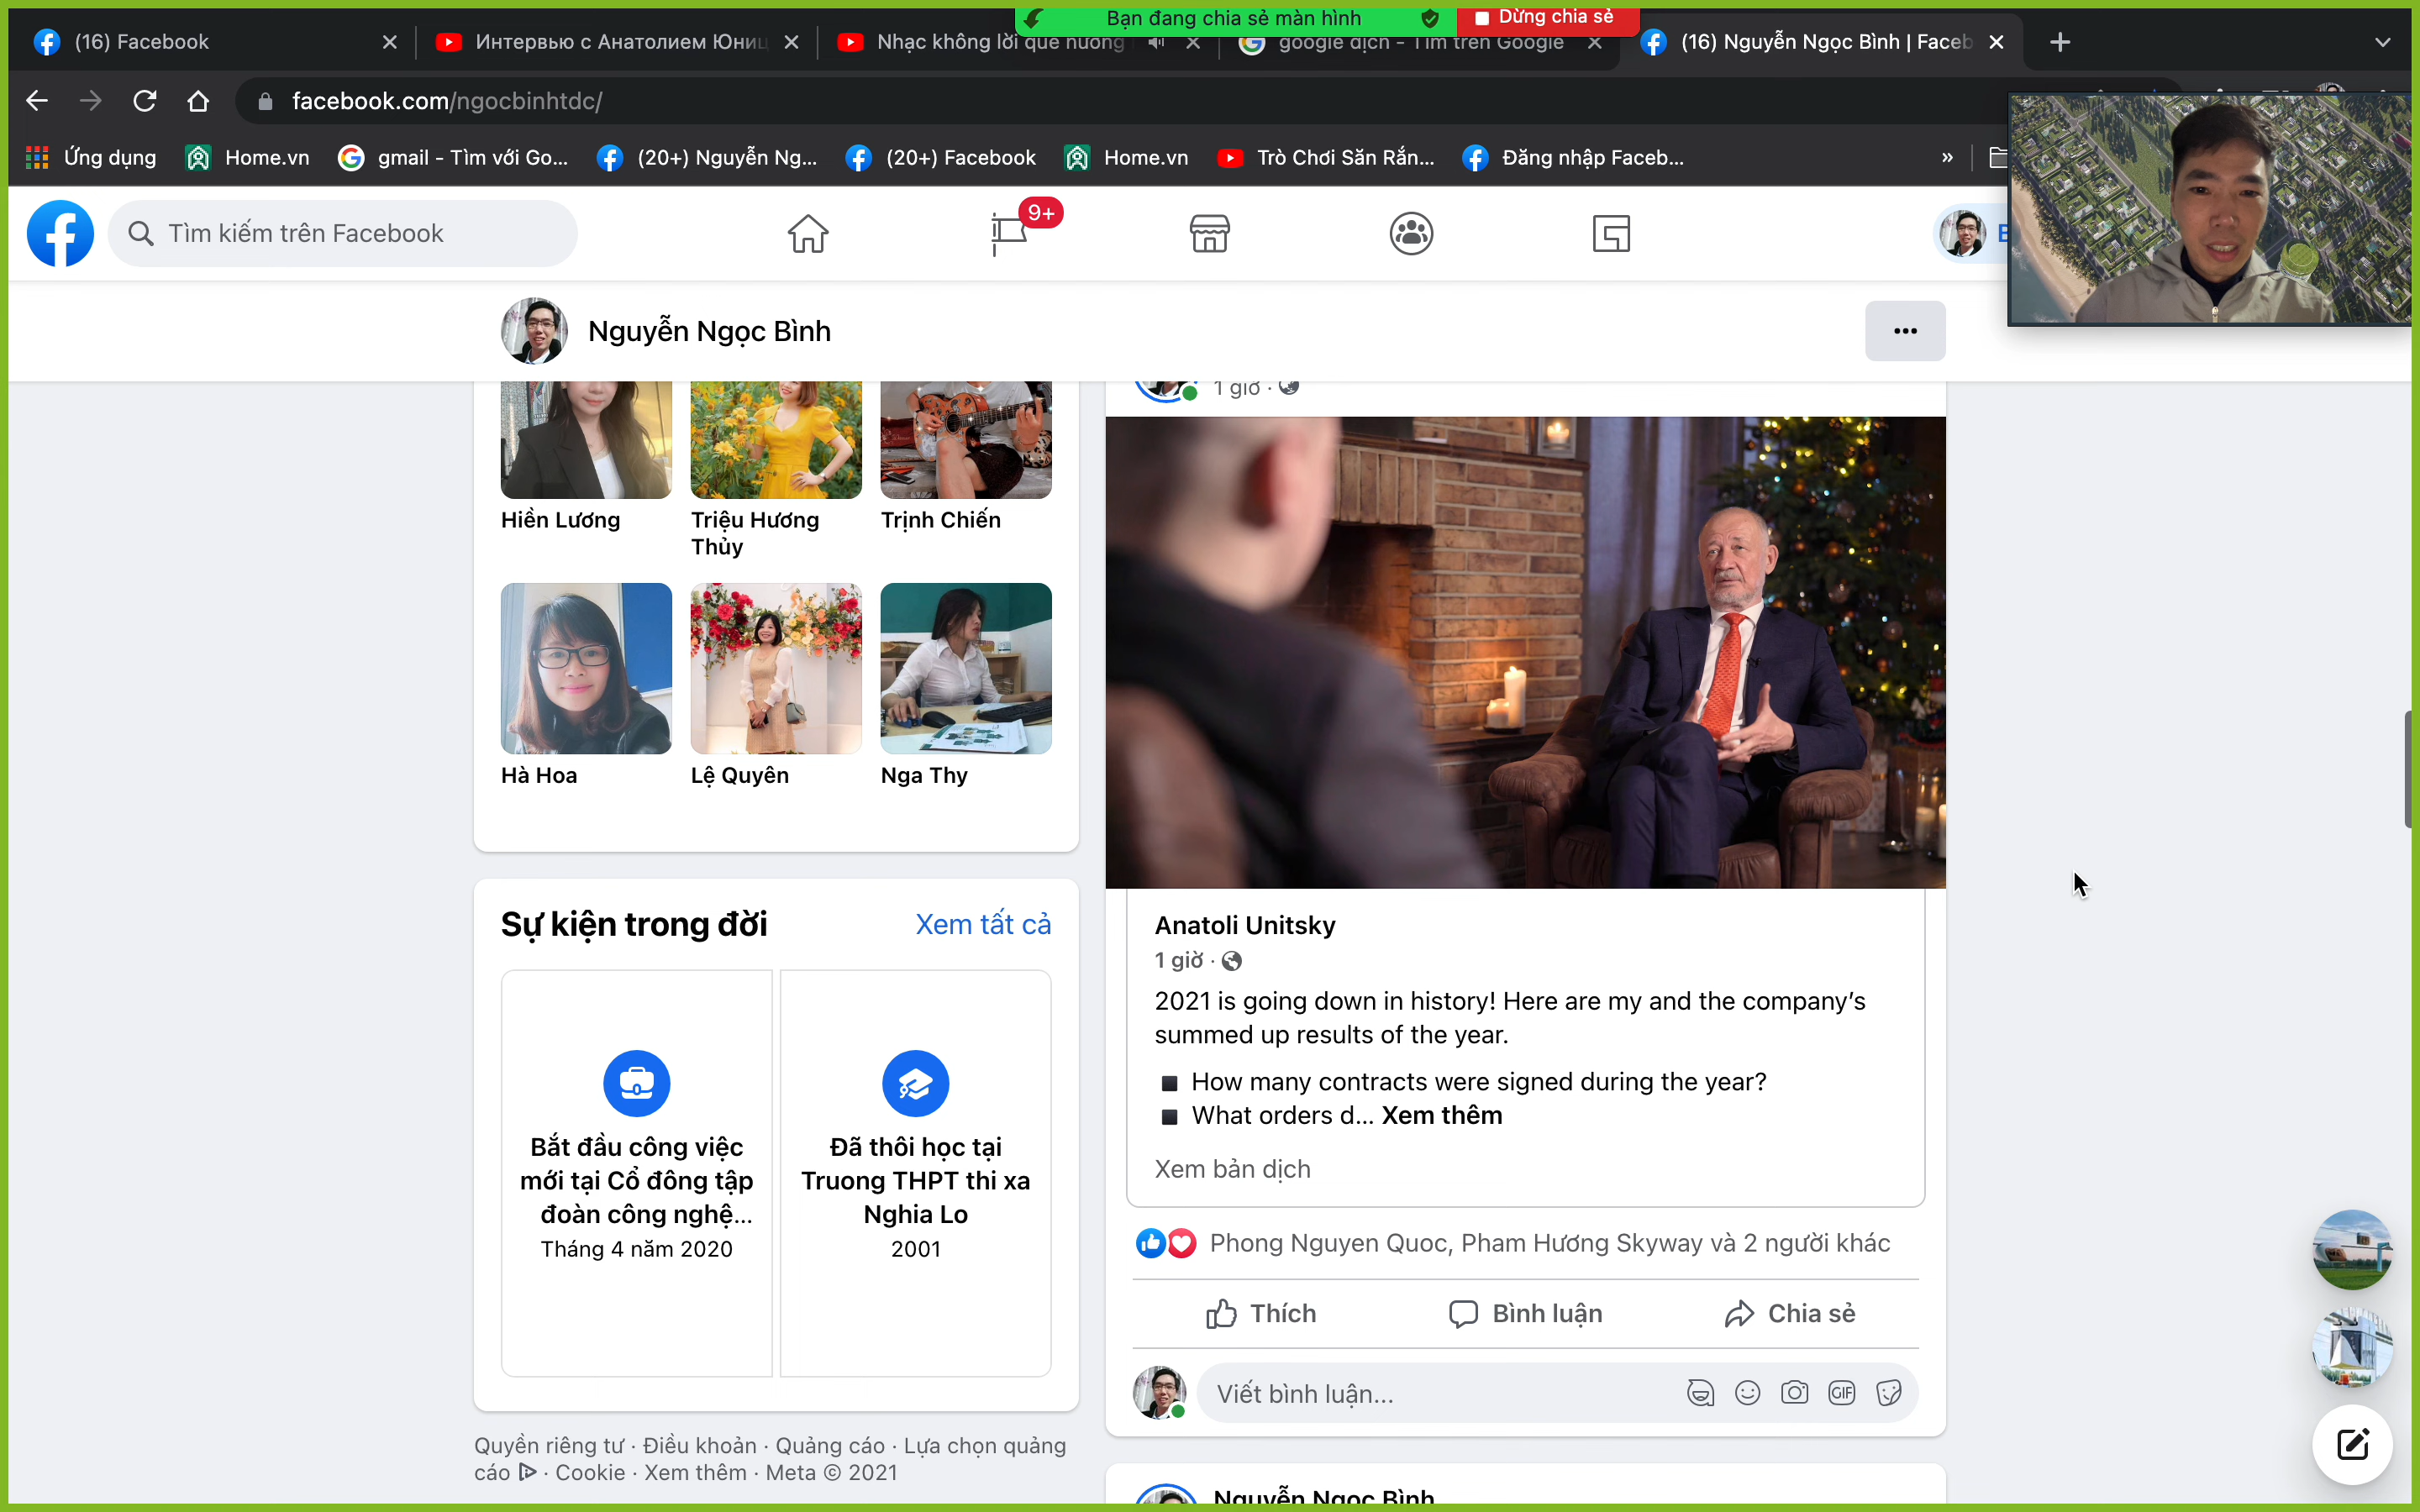 Bạn đang chia sẻ màn hình
Dừng chia sẻ
(16) Facebook
Интервью с Анатолием Юниц
Nhạc không lời quê hương
google dịch - Tìm trên Google
(16) Nguyễn Ngọc Bình | Faceb
facebook.com/ngocbinhtdc/
Ứng dụng
Home.vn
gmail - Tìm với Go...
(20+) Nguyễn Ng...
(20+) Facebook
Home.vn
Trò Chơi Săn Rắn...
Đăng nhập Faceb...
»
Tìm kiếm trên Facebook
9+
Nguyễn Ngọc Bình
Hiền Lương
Triệu Hương
Thủy
Trịnh Chiến
Hà Hoa
Lệ Quyên
Nga Thy
Sự kiện trong đời
Xem tất cả
Bắt đầu công việc
mới tại Cổ đông tập
đoàn công nghệ...
Tháng 4 năm 2020
Đã thôi học tại
Truong THPT thi xa
Nghia Lo
2001
Quyền riêng tư · Điều khoản · Quảng cáo · Lựa chọn quảng
cáo · Cookie · Xem thêm · Meta © 2021
1 giờ ·
Anatoli Unitsky
1 giờ ·
2021 is going down in history! Here are my and the company’s
summed up results of the year.
◾ How many contracts were signed during the year?
◾ What orders d... Xem thêm
Xem bản dịch
Phong Nguyen Quoc, Pham Hương Skyway và 2 người khác
Thích
Bình luận
Chia sẻ
Viết bình luận...
GIF
Nguyễn Ngọc Bình